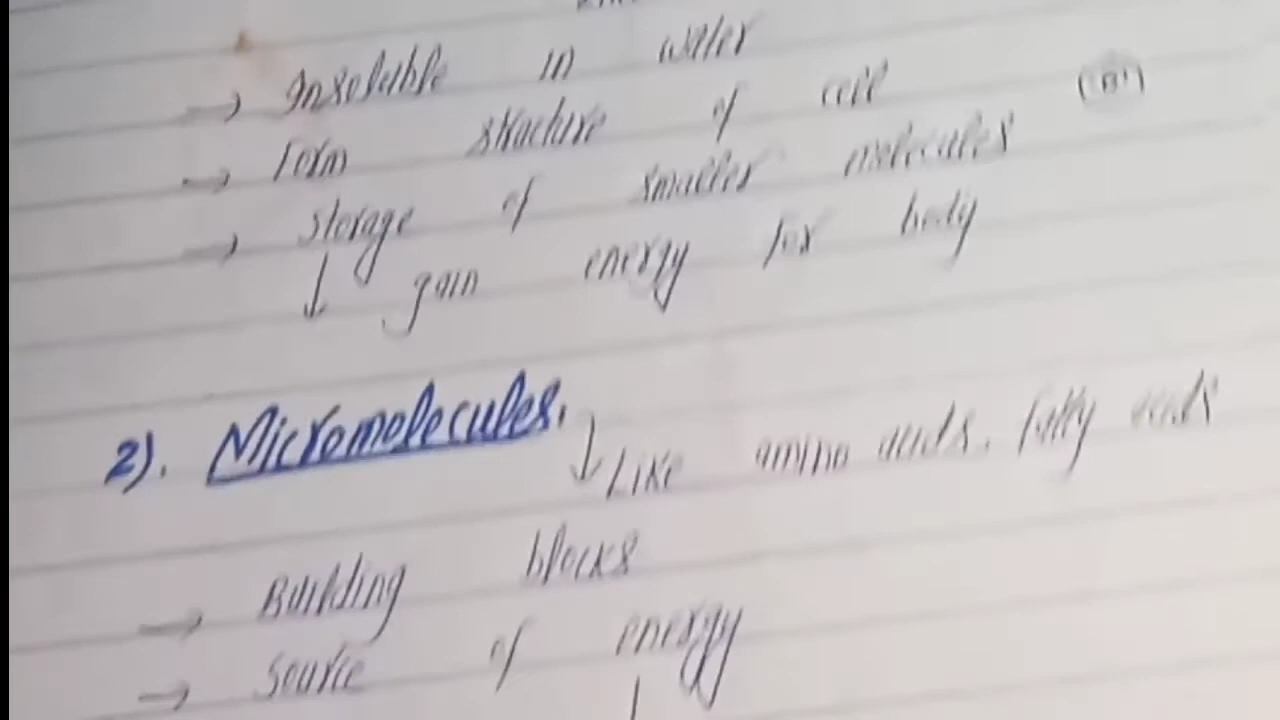 → Insoluble in water
→ Form structure of cell
→ Storage of smaller molecules
↓ gain energy for body
2). Micromolecules.
↓ Like amino acids, fatty acids
→ Building blocks
→ Source of energy